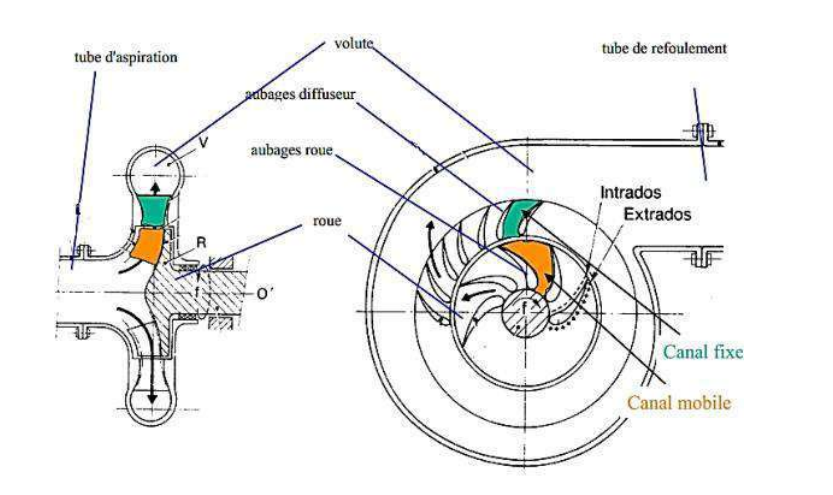 volute
tube d'aspiration
tube de refoulement
aubages diffuseur
V
aubages roue
Intrados
Extrados
roue
R
O'
r
Canal fixe
Canal mobile